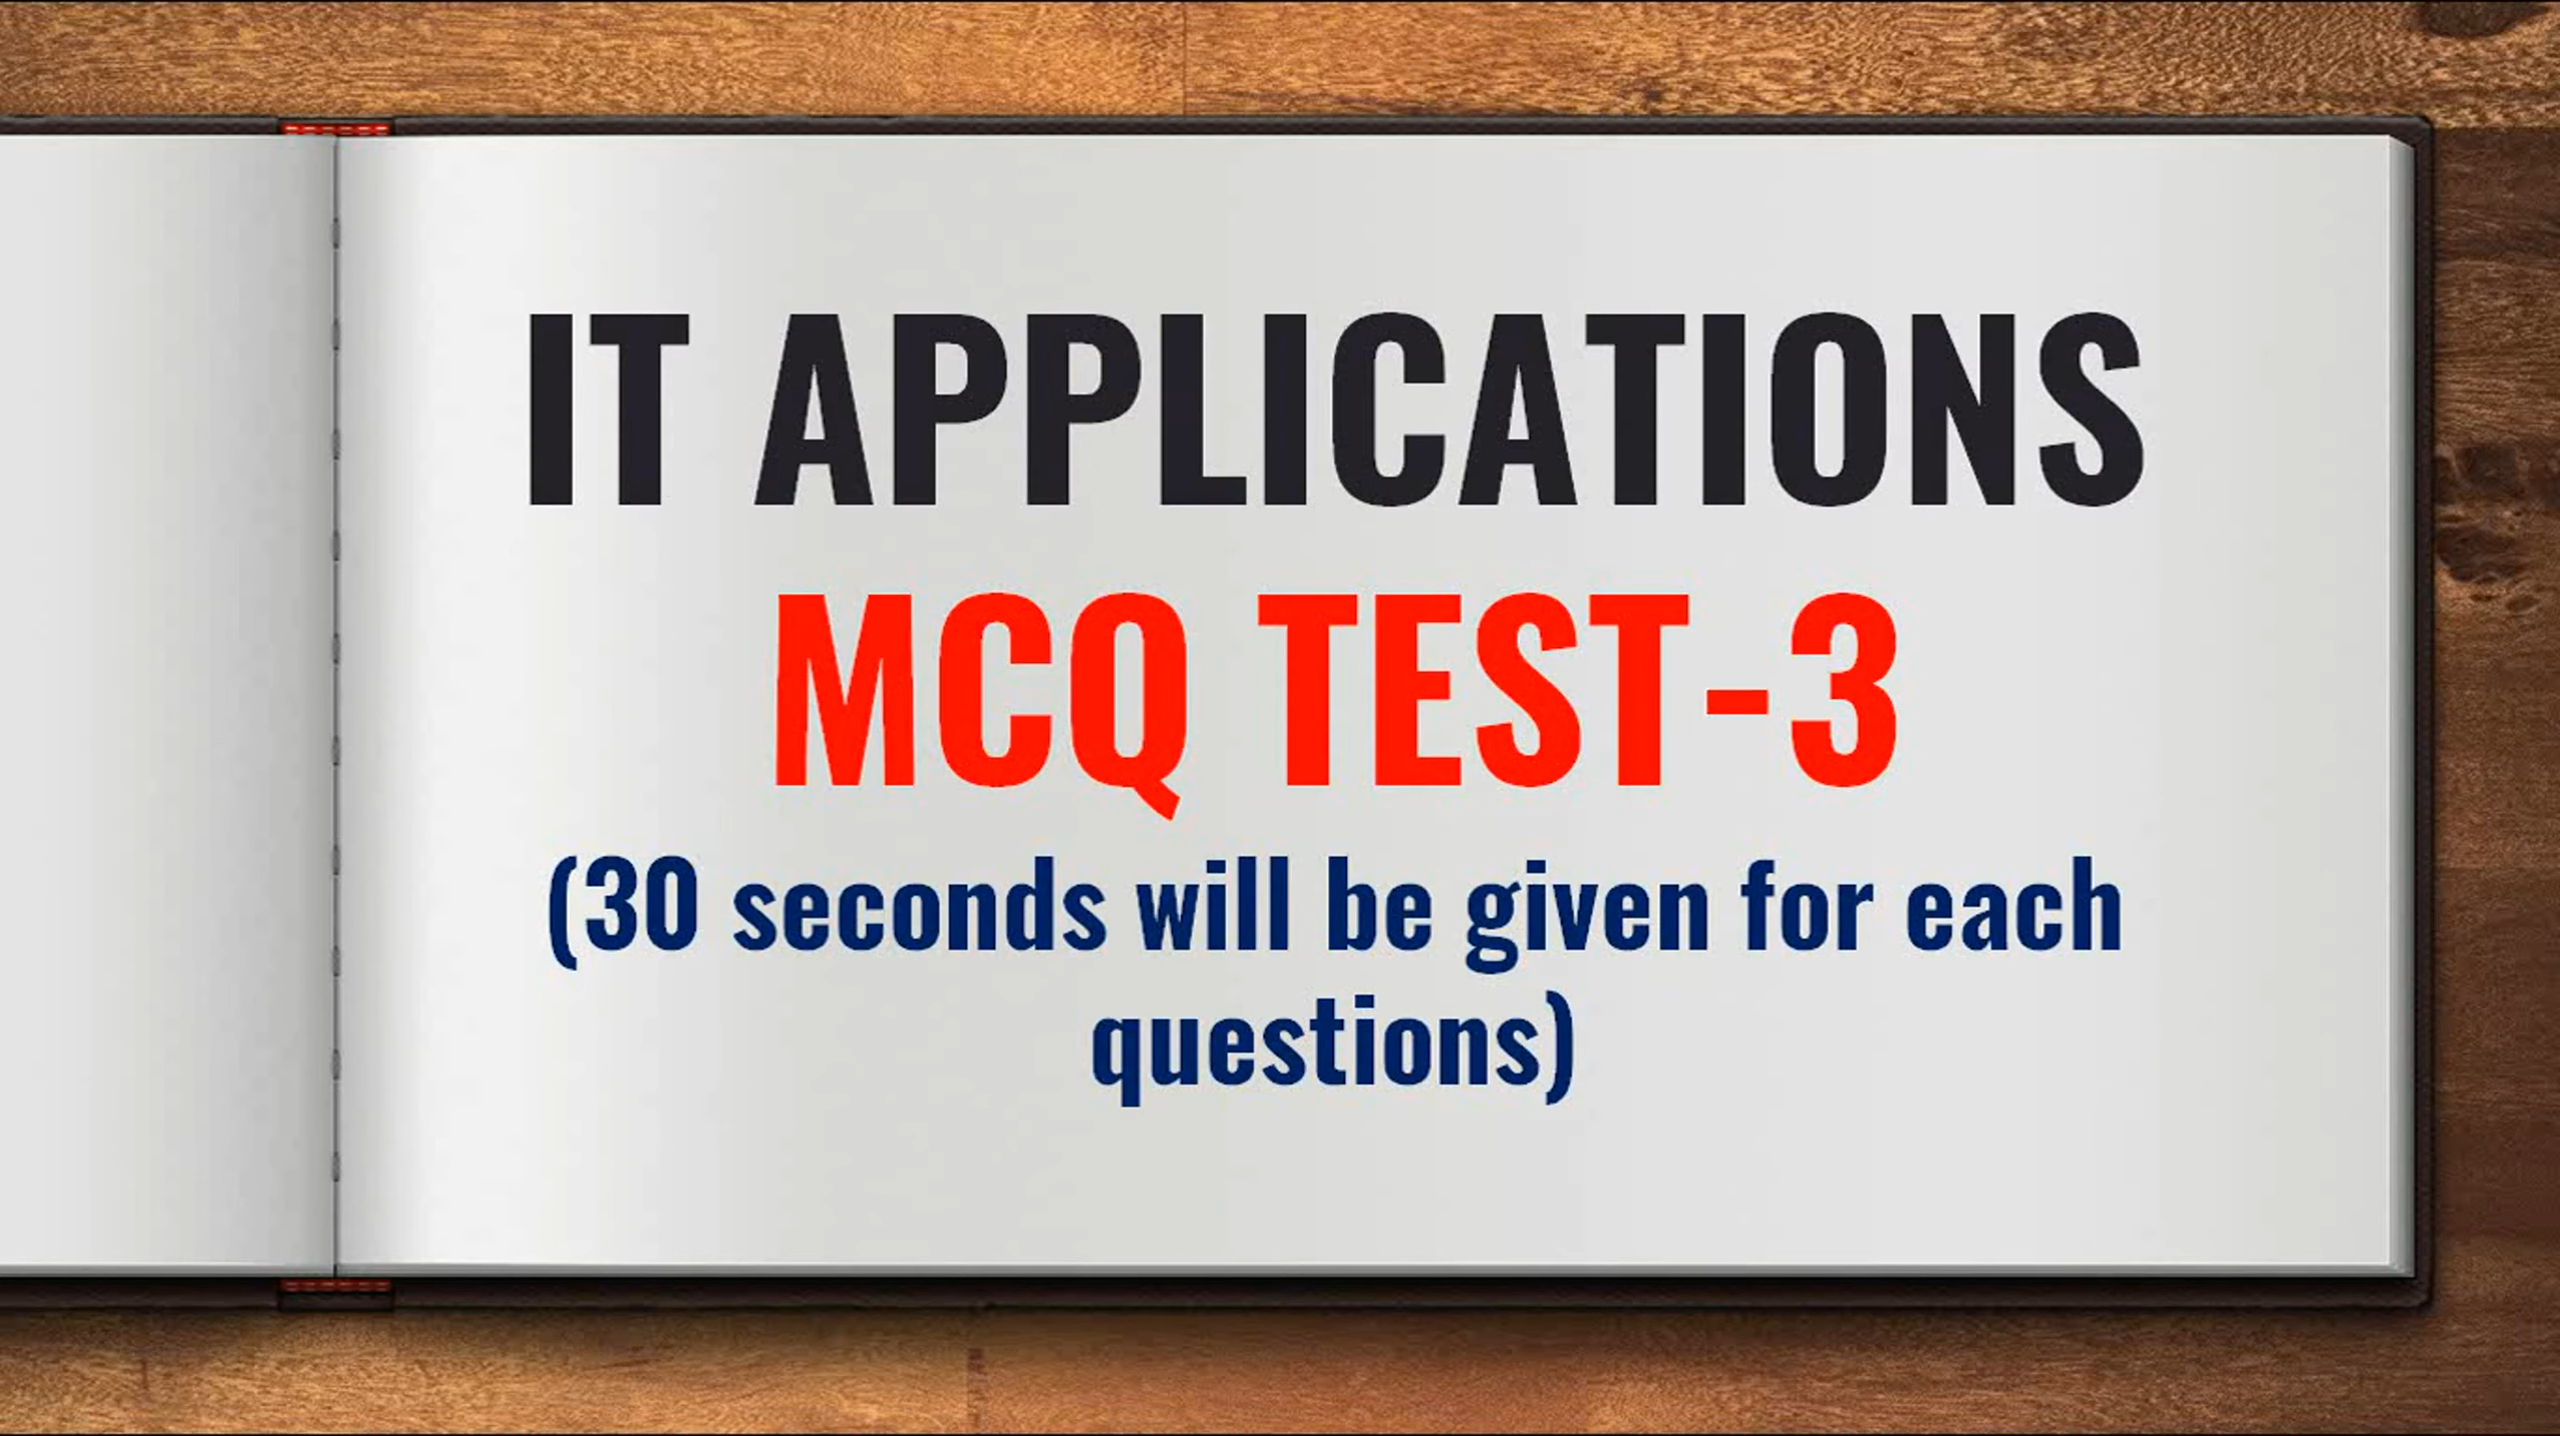 IT APPLICATIONS
MCQ TEST-3
(30 seconds will be given for each
questions)